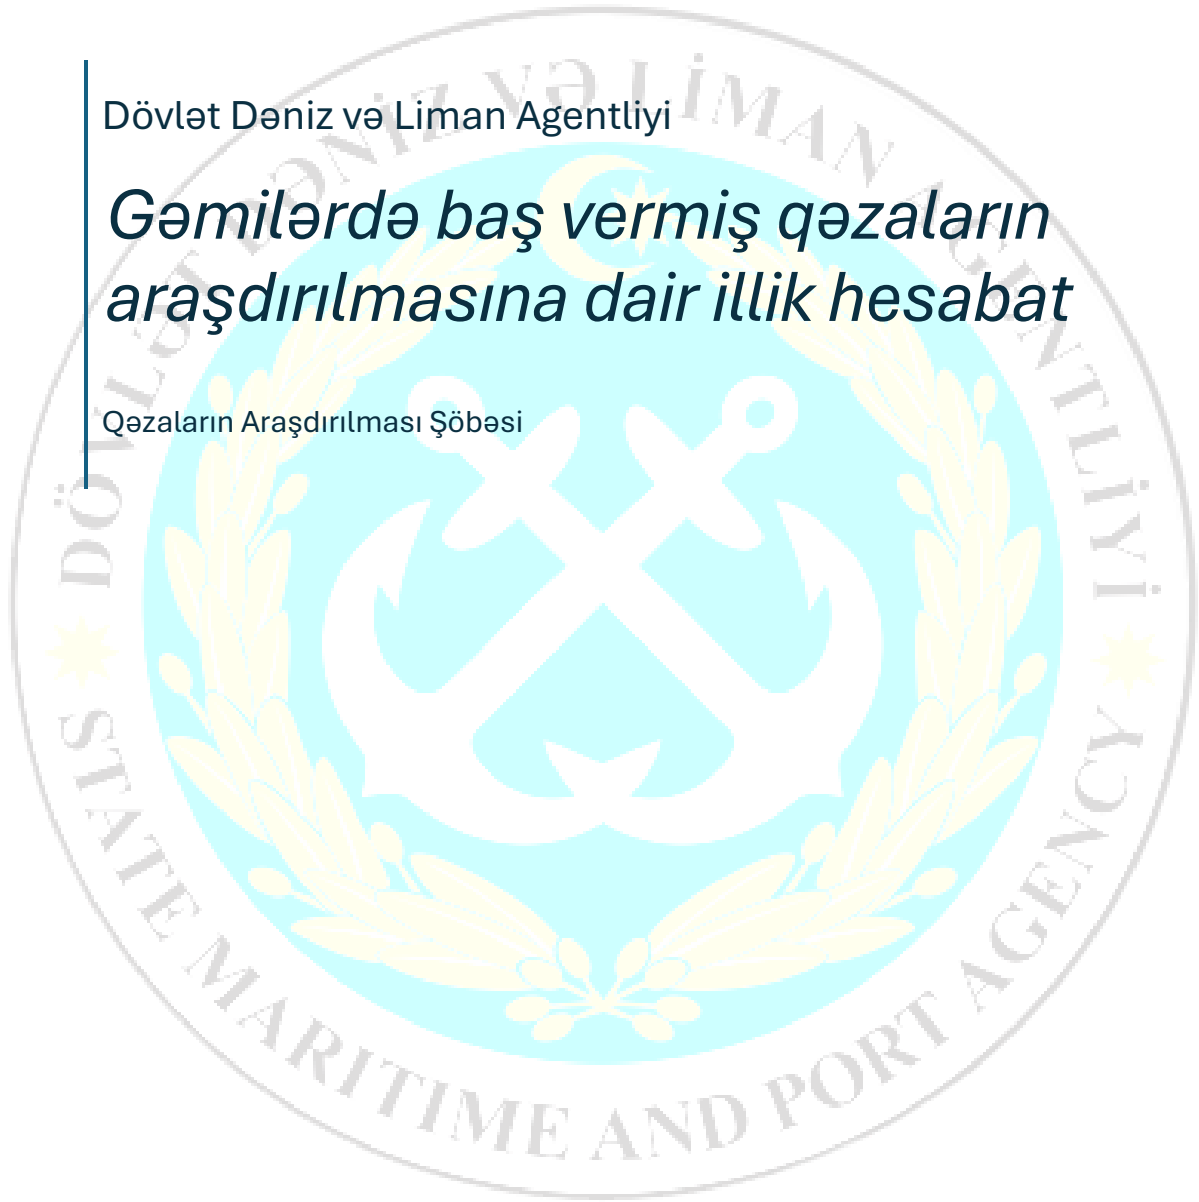 Dövlət Dəniz və Liman Agentliyi
Gəmilərdə baş vermiş qəzaların
araşdırılmasına dair illik hesabat
Qəzaların Araşdırılması Şöbəsi
DÖVLƏT DƏNİZ VƏ LİMAN AGENTLİYİ
STATE MARITIME AND PORT AGENCY